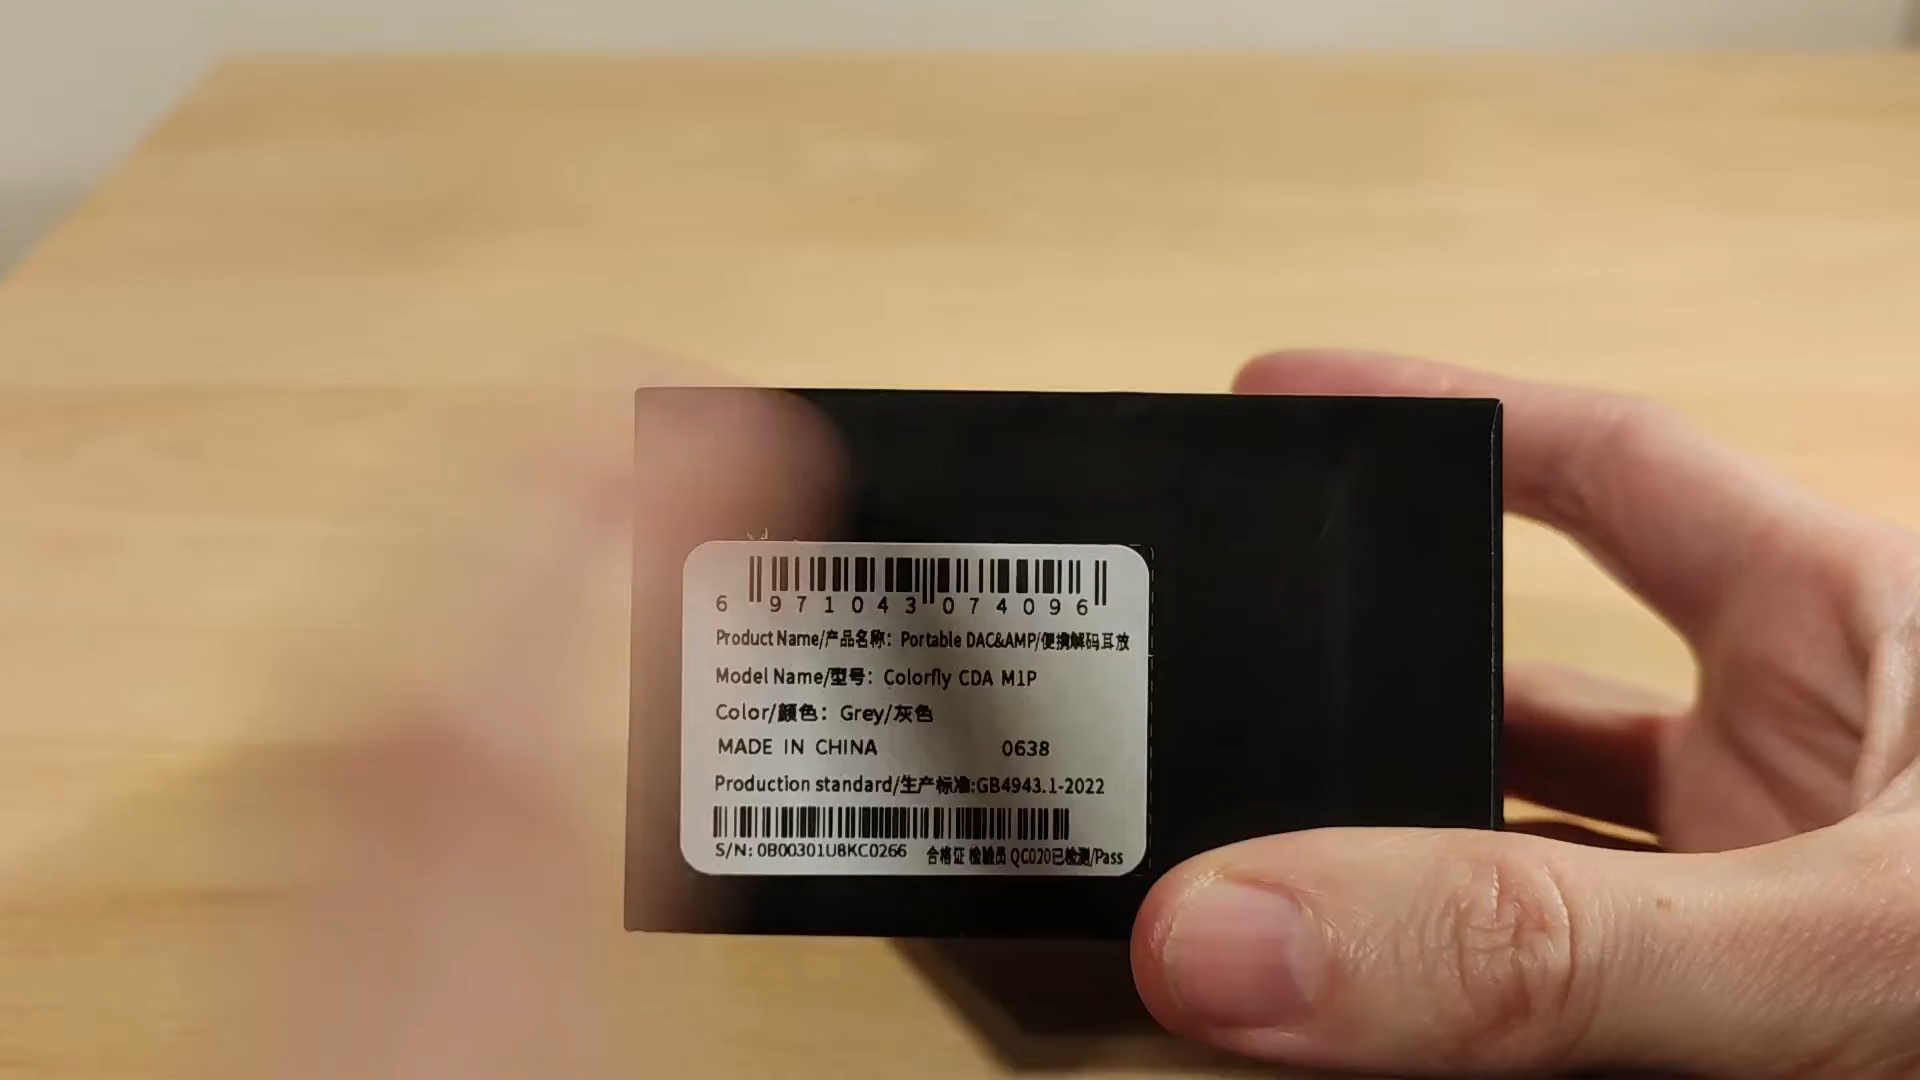 6 971043 074096
Product Name/产品名称: Portable DAC&AMP/便携解码耳放
Model Name/型号: Colorfly CDA M1P
Color/颜色: Grey/灰色
MADE IN CHINA 0638
Production standard/生产标准:GB4943.1-2022
S/N: 0B00301U8KC0266 合格证 检验员 QC020已检测/Pass